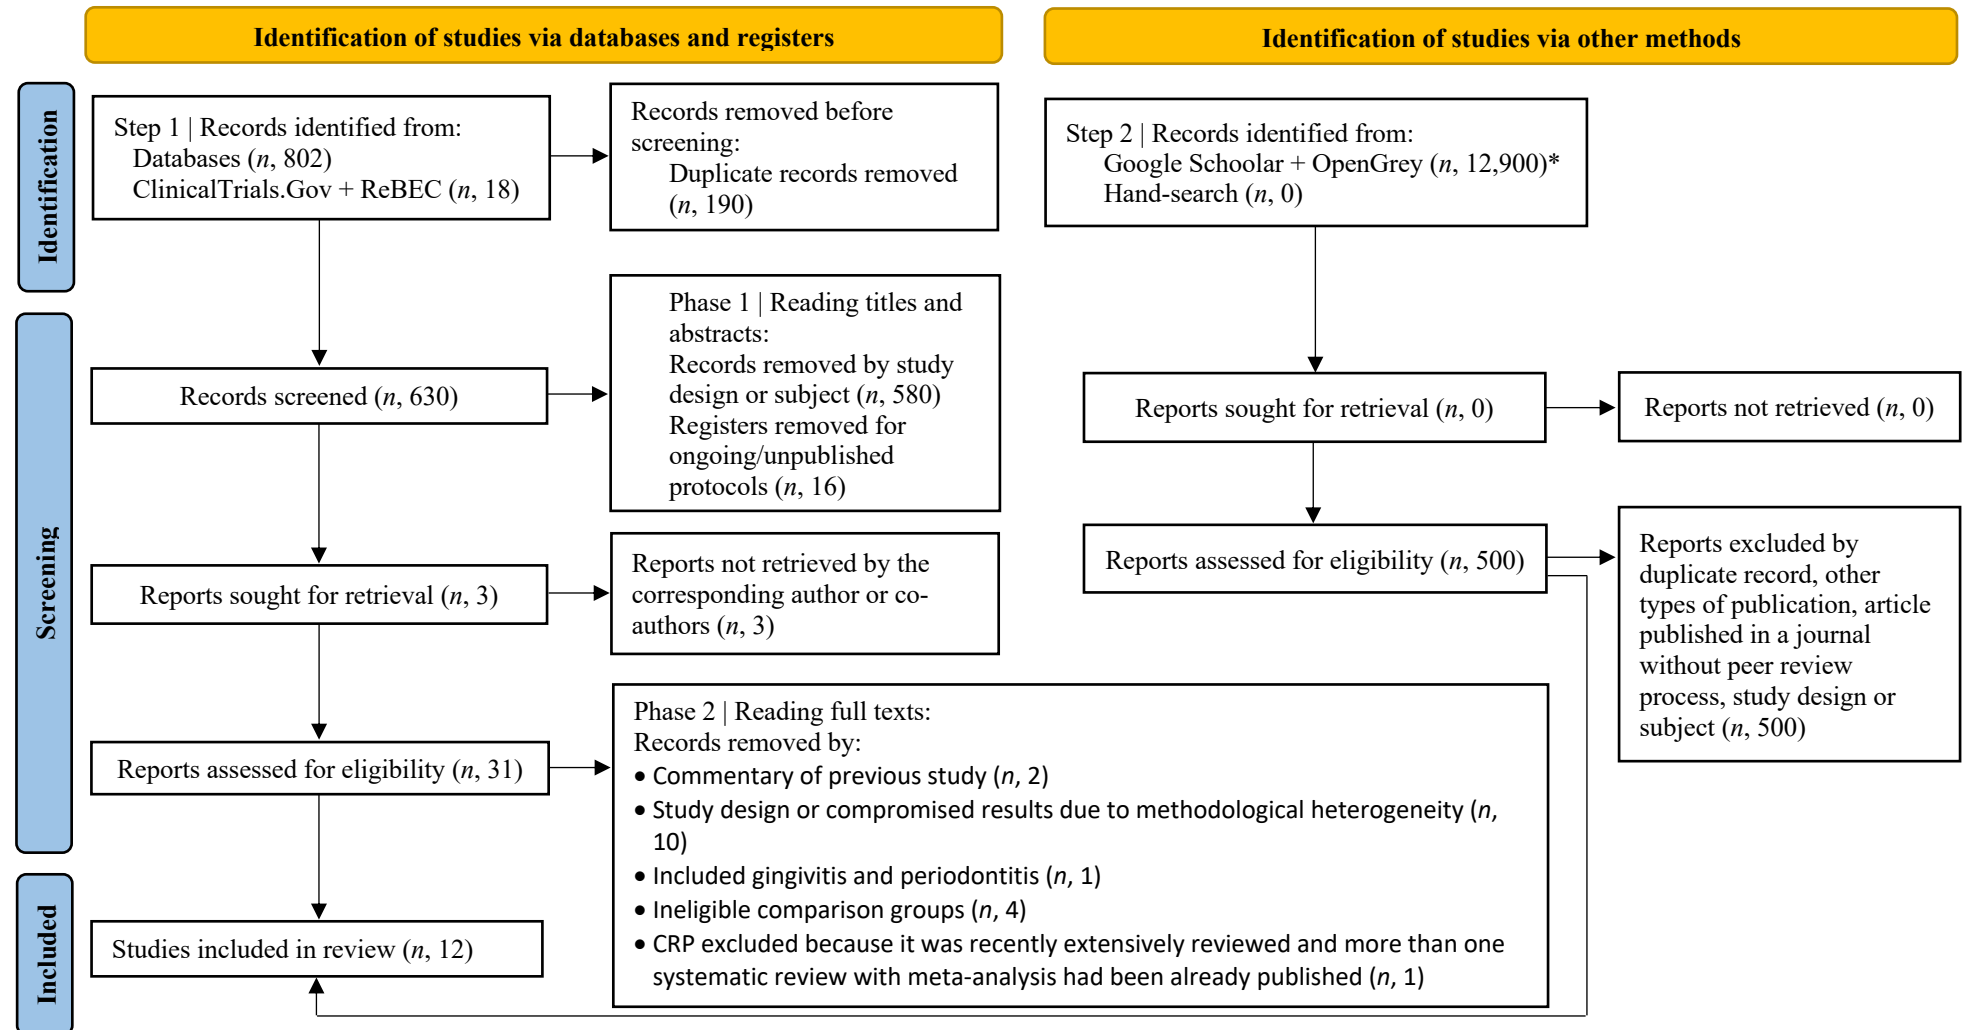 Identification of studies via databases and registers
Identification of studies via other methods
Identification
Step 1 | Records identified from:
Databases (n, 802)
ClinicalTrials.Gov + ReBEC (n, 18)
Records removed before
screening:
Duplicate records removed
(n, 190)
Step 2 | Records identified from:
Google Schoolar + OpenGrey (n, 12,900)*
Hand-search (n, 0)
Screening
Records screened (n, 630)
Phase 1 | Reading titles and
abstracts:
Records removed by study
design or subject (n, 580)
Registers removed for
ongoing/unpublished
protocols (n, 16)
Reports sought for retrieval (n, 0)
Reports not retrieved (n, 0)
Reports sought for retrieval (n, 3)
Reports not retrieved by the
corresponding author or co-
authors (n, 3)
Reports assessed for eligibility (n, 500)
Reports excluded by
duplicate record, other
types of publication, article
published in a journal
without peer review
process, study design or
subject (n, 500)
Reports assessed for eligibility (n, 31)
Phase 2 | Reading full texts:
Records removed by:
• Commentary of previous study (n, 2)
• Study design or compromised results due to methodological heterogeneity (n,
10)
• Included gingivitis and periodontitis (n, 1)
• Ineligible comparison groups (n, 4)
• CRP excluded because it was recently extensively reviewed and more than one
systematic review with meta-analysis had been already published (n, 1)
Included
Studies included in review (n, 12)